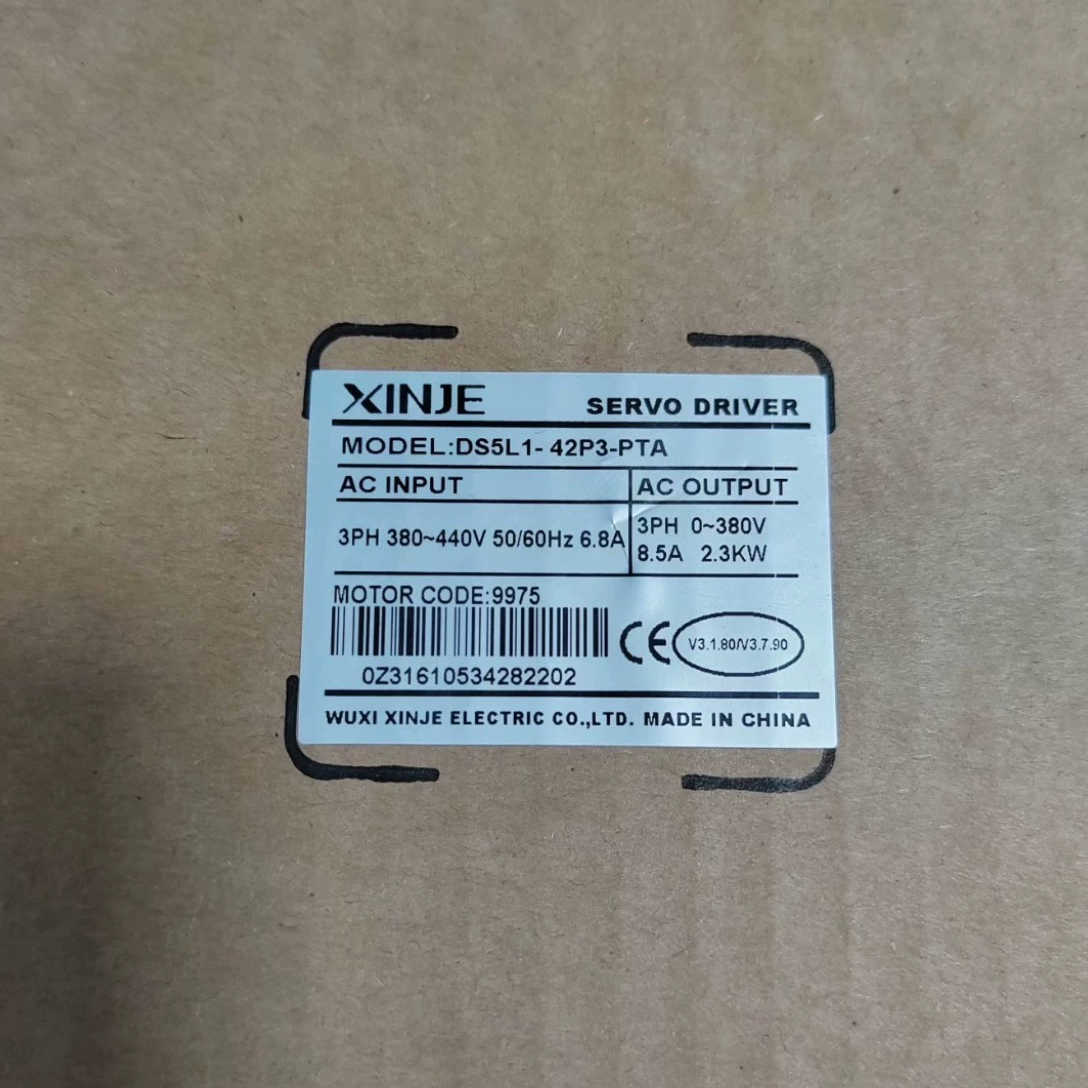 XINJE SERVO DRIVER
MODEL:DS5L1- 42P3-PTA
AC INPUT AC OUTPUT
3PH 380~440V 50/60Hz 6.8A
3PH 0~380V
8.5A 2.3KW
MOTOR CODE:9975
CE V3.1.80/V3.7.90
0Z31610534282202
WUXI XINJE ELECTRIC CO.,LTD. MADE IN CHINA